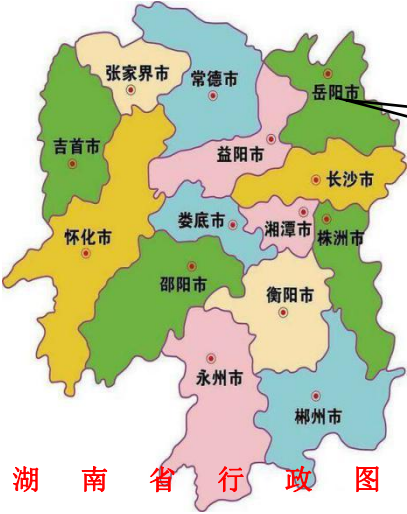 张家界市
常德市
岳阳市
吉首市
益阳市
长沙市
怀化市
娄底市
湘潭市
株洲市
邵阳市
衡阳市
永州市
郴州市
湖南省行政图